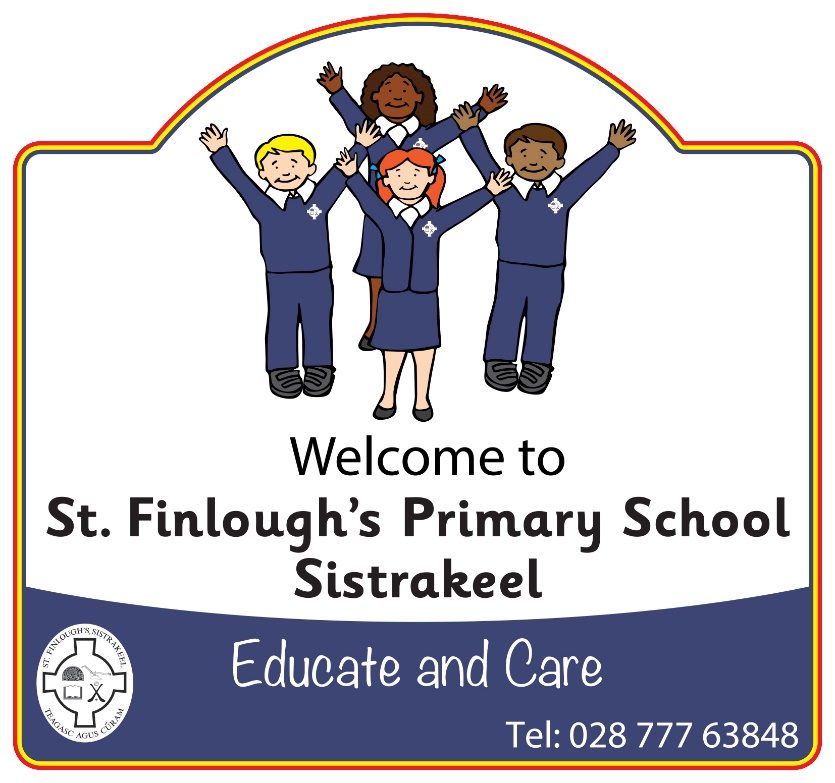 Welcome to
St. Finlough's Primary School
Sistrakeel
ST. FINLOUGH'S, SISTRAKEEL
TEAGASC AGUS CÚRAM
Educate and Care
Tel: 028 777 63848